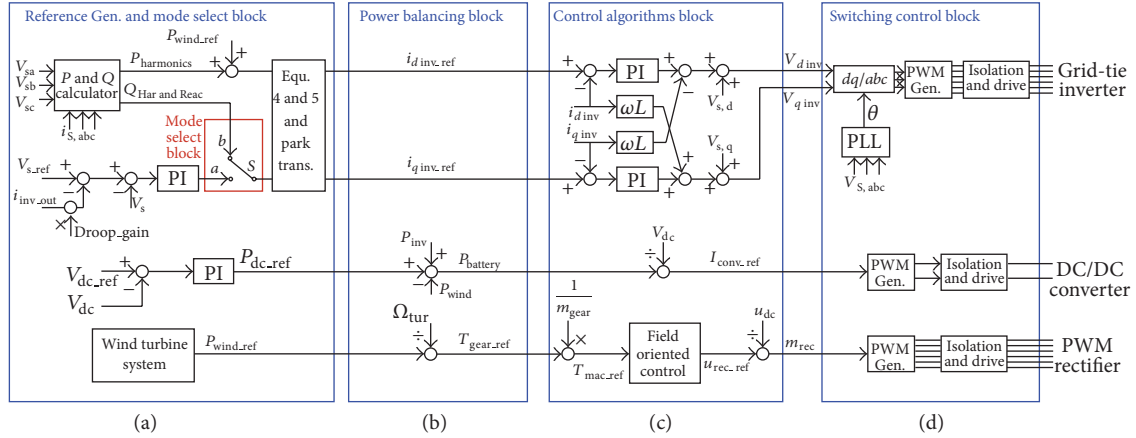 Reference Gen. and mode select block
Power balancing block
Control algorithms block
Switching control block
P_wind_ref
V_sa
V_sb
V_sc
P and Q
calculator
i_S, abc
P_harmonics
+
+
Q_Har and Reac
Mode
select
block
b
a
S
Equ.
4 and 5
and
park
trans.
V_s_ref
+
−
+
−
V_s
i_inv_out
×
Droop_gain
PI
V_dc_ref
+
−
V_dc
PI
P_dc_ref
Wind turbine
system
P_wind_ref
i_d inv_ref
i_q inv_ref
P_inv
+
+
−
P_wind
P_battery
Ω_tur
÷
T_gear_ref
+
−
PI
+
−
+
+
V_s, d
i_d inv
ωL
i_q inv
ωL
V_s, q
−
+
PI
+
+
+
+
V_dc
÷
I_conv_ref
1
m_gear
×
T_mac_ref
Field
oriented
control
u_rec_ref
u_dc
÷
m_rec
V_d inv
V_q inv
dq/abc
θ
PLL
V_S, abc
PWM
Gen.
Isolation
and drive
Grid-tie
inverter
PWM
Gen.
Isolation
and drive
DC/DC
converter
PWM
Gen.
Isolation
and drive
PWM
rectifier
(a)
(b)
(c)
(d)